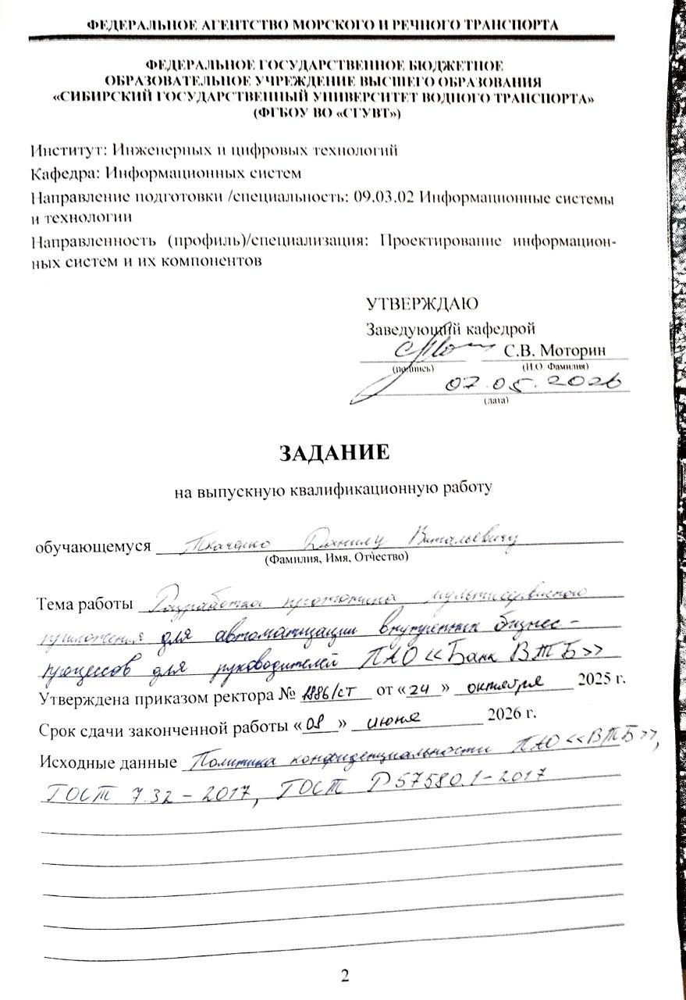 ФЕДЕРАЛЬНОЕ АГЕНТСТВО МОРСКОГО И РЕЧНОГО ТРАНСПОРТА
ФЕДЕРАЛЬНОЕ ГОСУДАРСТВЕННОЕ БЮДЖЕТНОЕ
ОБРАЗОВАТЕЛЬНОЕ УЧРЕЖДЕНИЕ ВЫСШЕГО ОБРАЗОВАНИЯ
«СИБИРСКИЙ ГОСУДАРСТВЕННЫЙ УНИВЕРСИТЕТ ВОДНОГО ТРАНСПОРТА»
(ФГБОУ ВО «СГУВТ»)
Институт: Инженерных и цифровых технологий
Кафедра: Информационных систем
Направление подготовки /специальность: 09.03.02 Информационные системы
и технологии
Направленность (профиль)/специализация: Проектирование информацион-
ных систем и их компонентов
УТВЕРЖДАЮ
Заведующий кафедрой
С.В. Моторин
(подпись) (И.О. Фамилия)
07.05.2026
(дата)
ЗАДАНИЕ
на выпускную квалификационную работу
обучающемуся Ткаченко Данилу Витальевичу
(Фамилия, Имя, Отчество)
Тема работы Разработка прототипа мультисервисного
приложения для автоматизации внутренних бизнес-
процессов для руководителей ПАО «Банк ВТБ»
Утверждена приказом ректора № 1886/ст от «24» октября 2025 г.
Срок сдачи законченной работы «08» июня 2026 г.
Исходные данные Политика конфиденциальности ПАО «ВТБ»,
ГОСТ 7.32 – 2017, ГОСТ Р 57580.1-2017
2